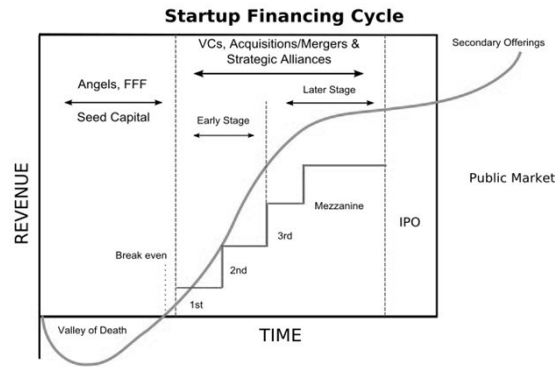 Startup Financing Cycle
VCs, Acquisitions/Mergers &
Strategic Alliances
Secondary Offerings
Angels, FFF
Seed Capital
Later Stage
Early Stage
Public Market
REVENUE
Mezzanine
IPO
3rd
Break even
2nd
1st
Valley of Death
TIME